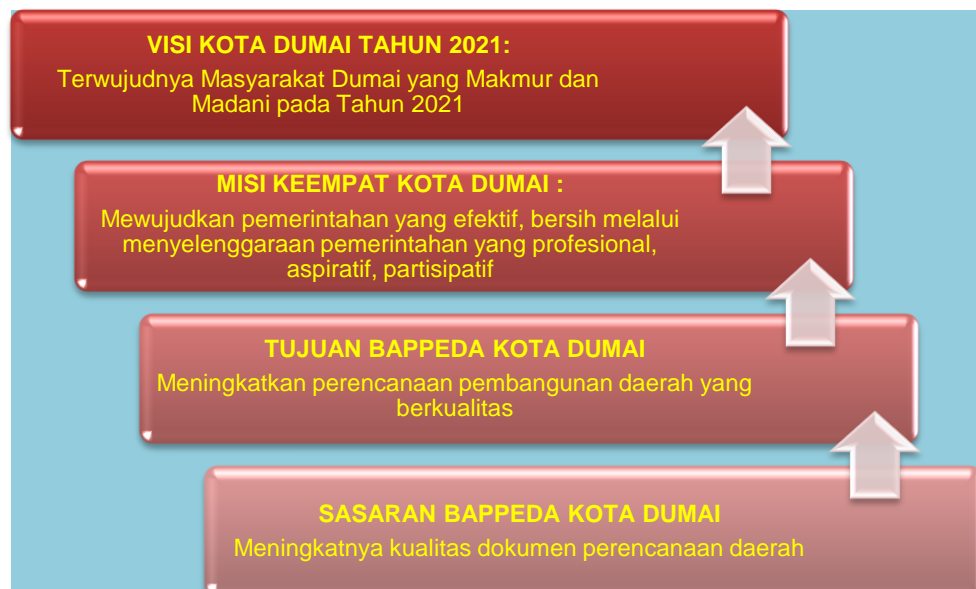 VISI KOTA DUMAI TAHUN 2021:
Terwujudnya Masyarakat Dumai yang Makmur dan
Madani pada Tahun 2021
MISI KEEMPAT KOTA DUMAI :
Mewujudkan pemerintahan yang efektif, bersih melalui
menyelenggaraan pemerintahan yang profesional,
aspiratif, partisipatif
TUJUAN BAPPEDA KOTA DUMAI
Meningkatkan perencanaan pembangunan daerah yang
berkualitas
SASARAN BAPPEDA KOTA DUMAI
Meningkatnya kualitas dokumen perencanaan daerah